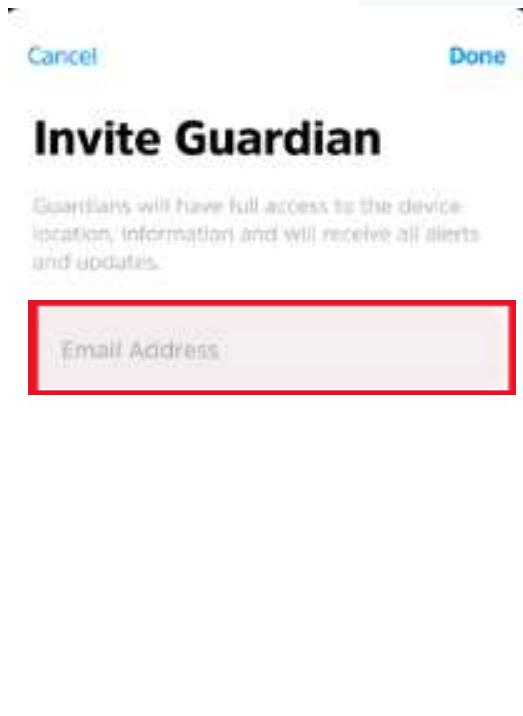 Cancel
Done
Invite Guardian
Guardians will have full access to the device
location, information and will receive all alerts
and updates.
Email Address